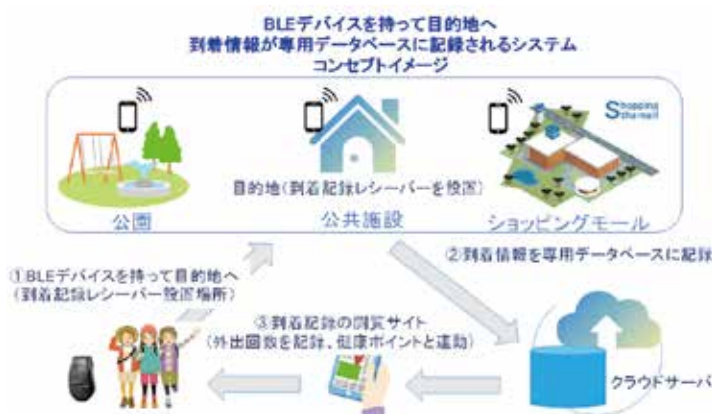 BLEデバイスを持って目的地へ
到着情報が専用データベースに記録されるシステム
コンセプトイメージ
Shopping
the mall
目的地(到着記録レシーバーを設置)
公園
公共施設
ショッピングモール
①BLEデバイスを持って目的地へ
(到着記録レシーバー設置場所)
②到着情報を専用データベースに記録
③到着記録の閲覧サイト
(外出回数を記録、健康ポイントと連動)
クラウドサーバ